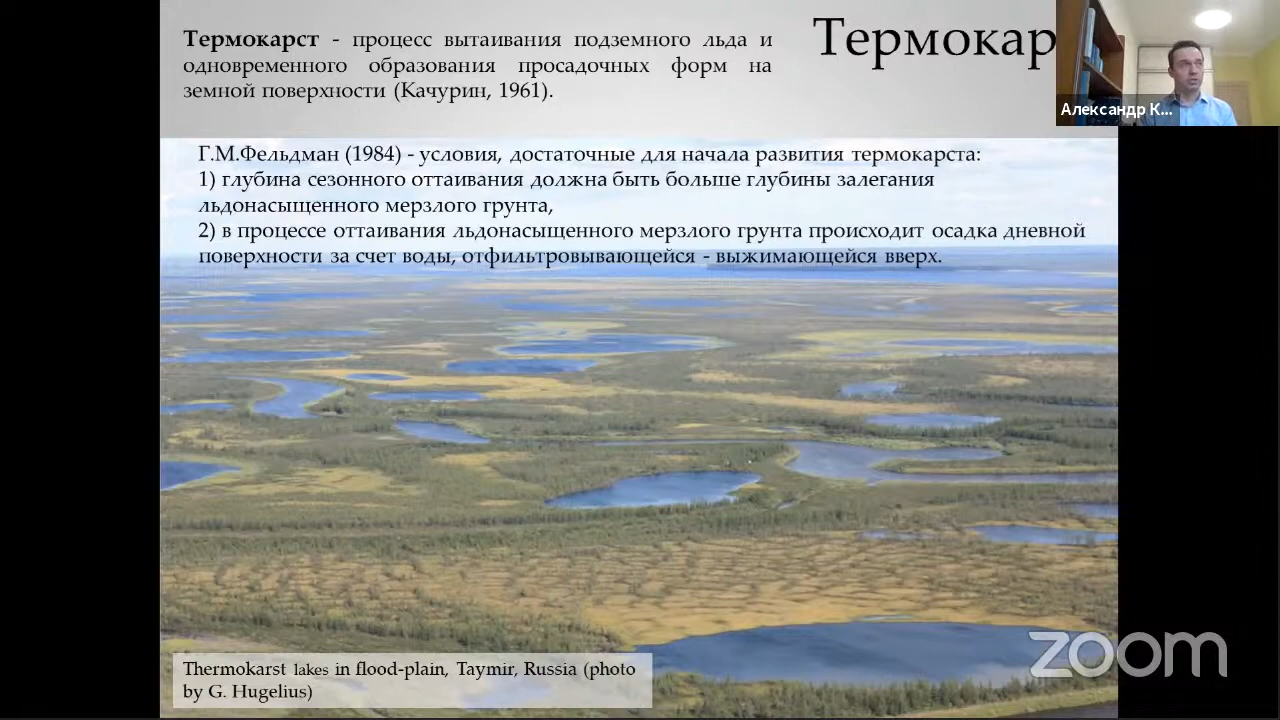 Термокарст - процесс вытаивания подземного льда и
одновременного образования просадочных форм на
земной поверхности (Качурин, 1961).
Термокар
Александр К...
Г.М.Фельдман (1984) - условия, достаточные для начала развития термокарста:
1) глубина сезонного оттаивания должна быть больше глубины залегания
льдонасыщенного мерзлого грунта,
2) в процессе оттаивания льдонасыщенного мерзлого грунта происходит осадка дневной
поверхности за счет воды, отфильтровывающейся - выжимающейся вверх.
Thermokarst lakes in flood-plain, Taymir, Russia (photo
by G. Hugelius)
zoom